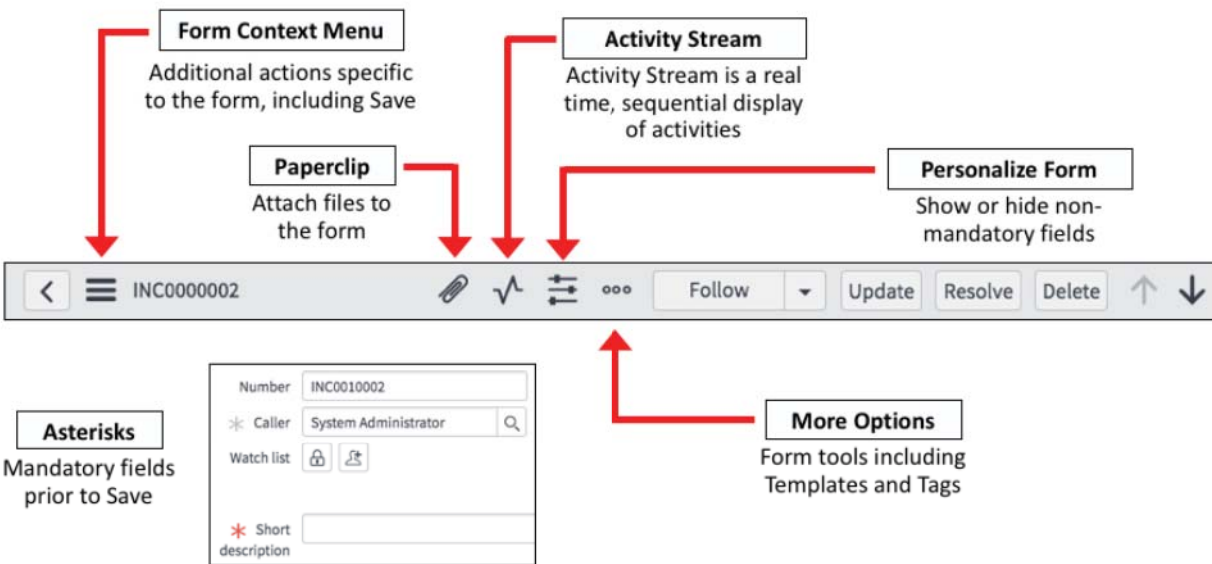 Form Context Menu
Additional actions specific
to the form, including Save
Activity Stream
Activity Stream is a real
time, sequential display
of activities
Paperclip
Attach files to
the form
Personalize Form
Show or hide non-
mandatory fields
INC0000002
Follow
Update
Resolve
Delete
Asterisks
Mandatory fields
prior to Save
Number
INC0010002
Caller
System Administrator
Watch list
Short
description
More Options
Form tools including
Templates and Tags